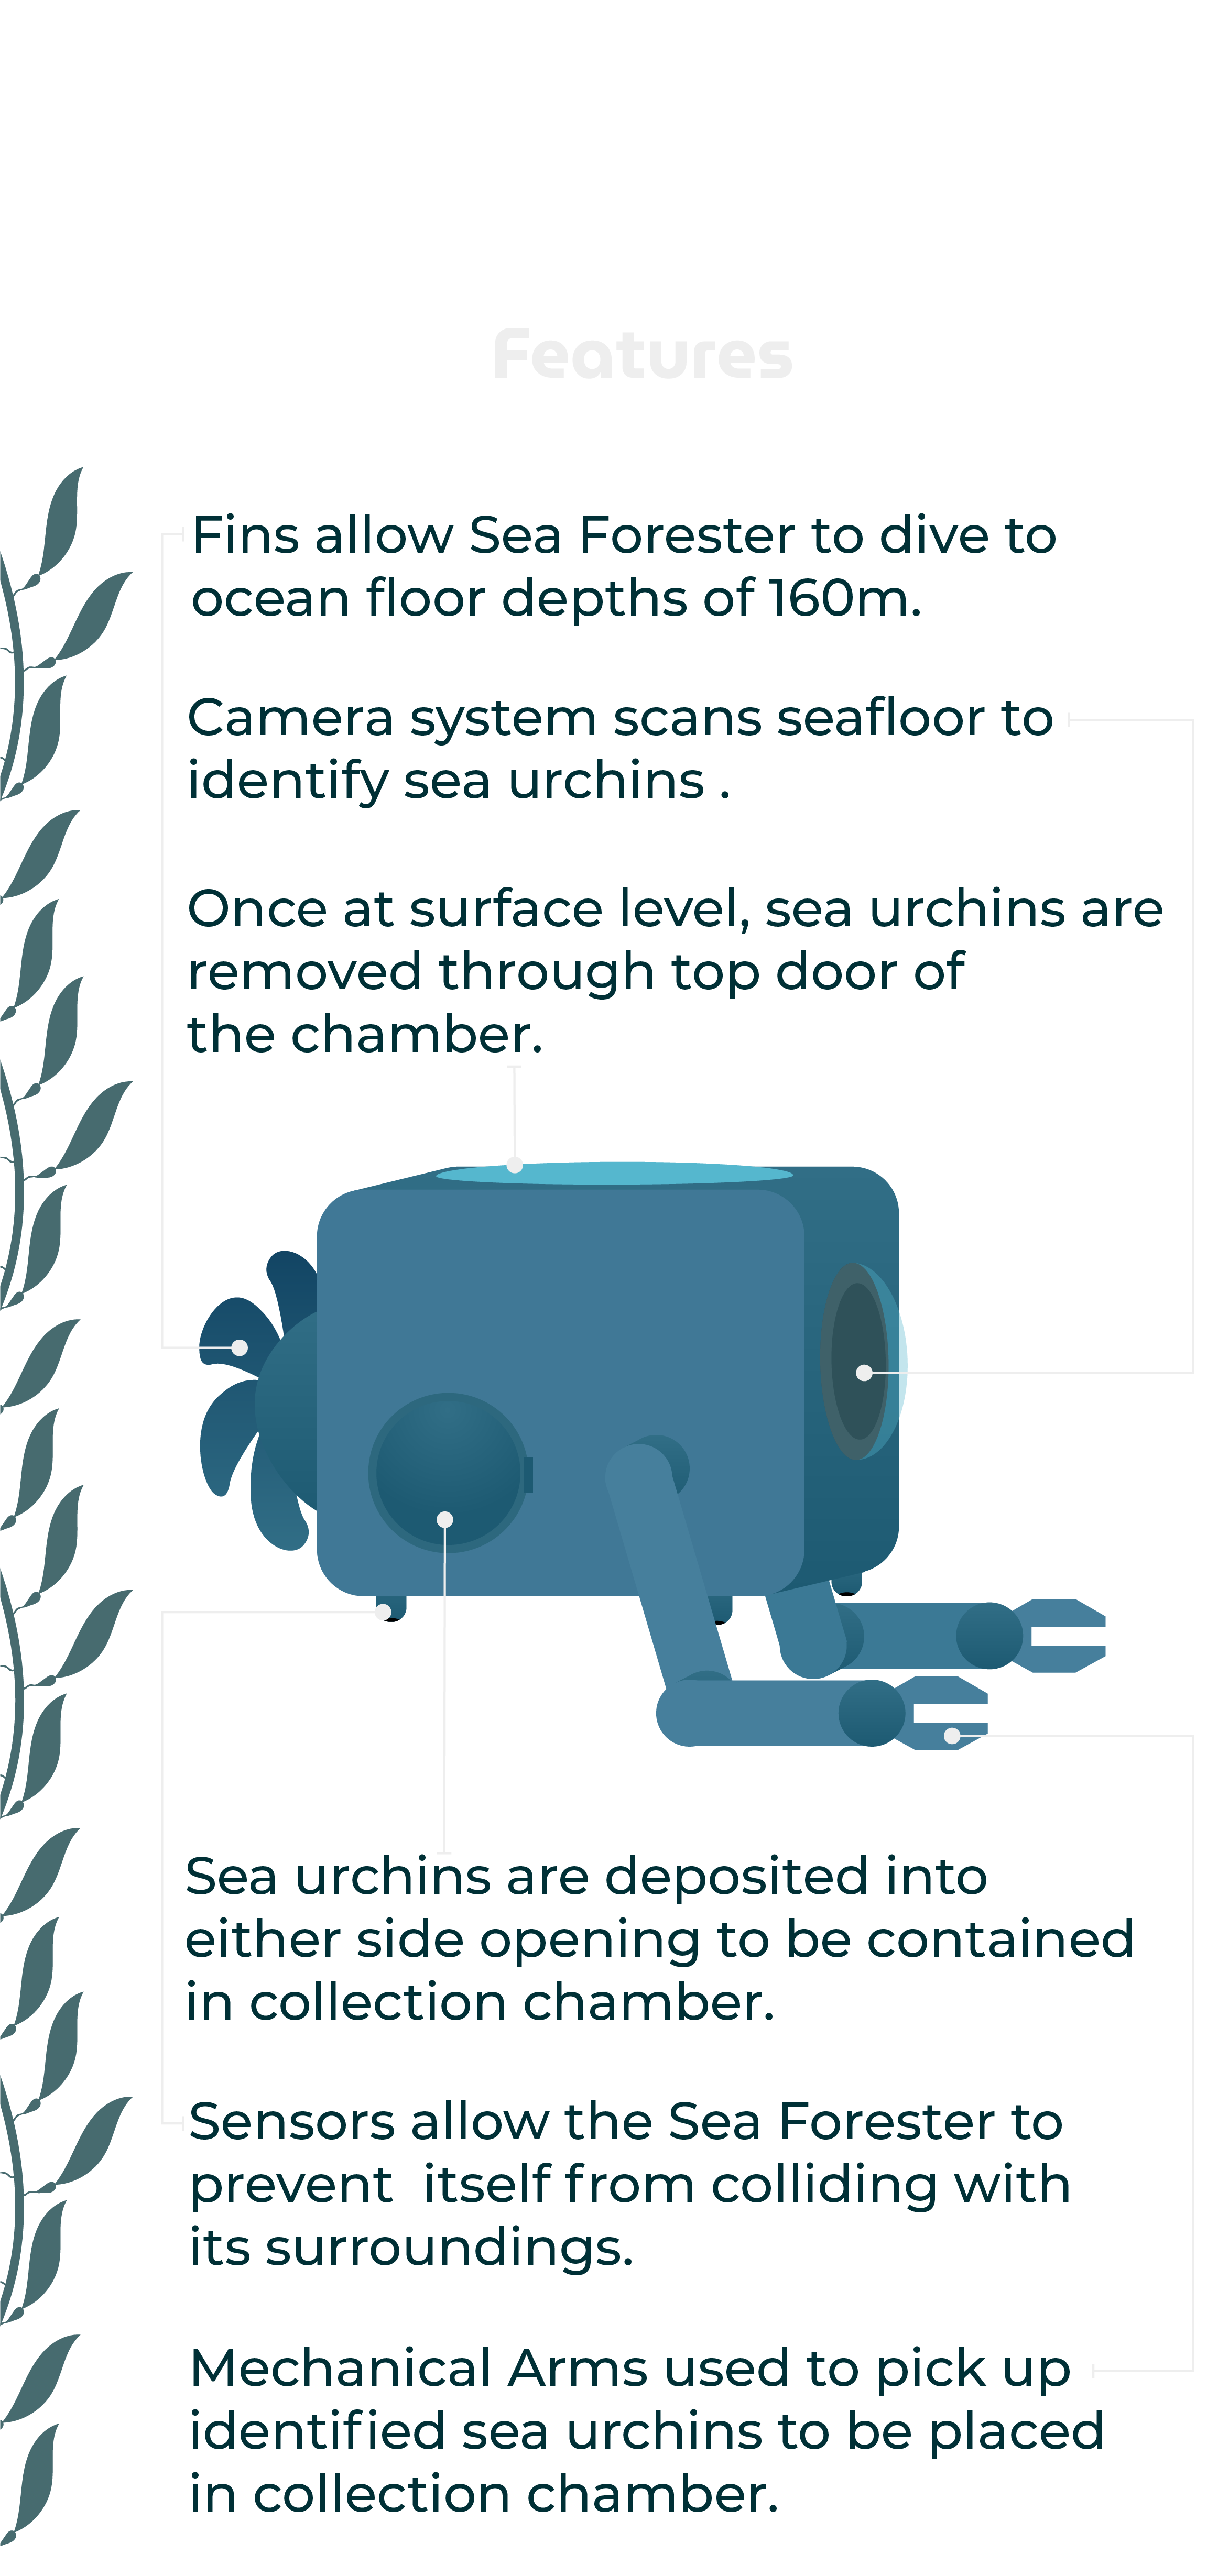 Features
Fins allow Sea Forester to dive to
ocean floor depths of 160m.
Camera system scans seafloor to
identify sea urchins .
Once at surface level, sea urchins are
removed through top door of
the chamber.
Sea urchins are deposited into
either side opening to be contained
in collection chamber.
Sensors allow the Sea Forester to
prevent  itself from colliding with
its surroundings.
Mechanical Arms used to pick up
identified sea urchins to be placed
in collection chamber.